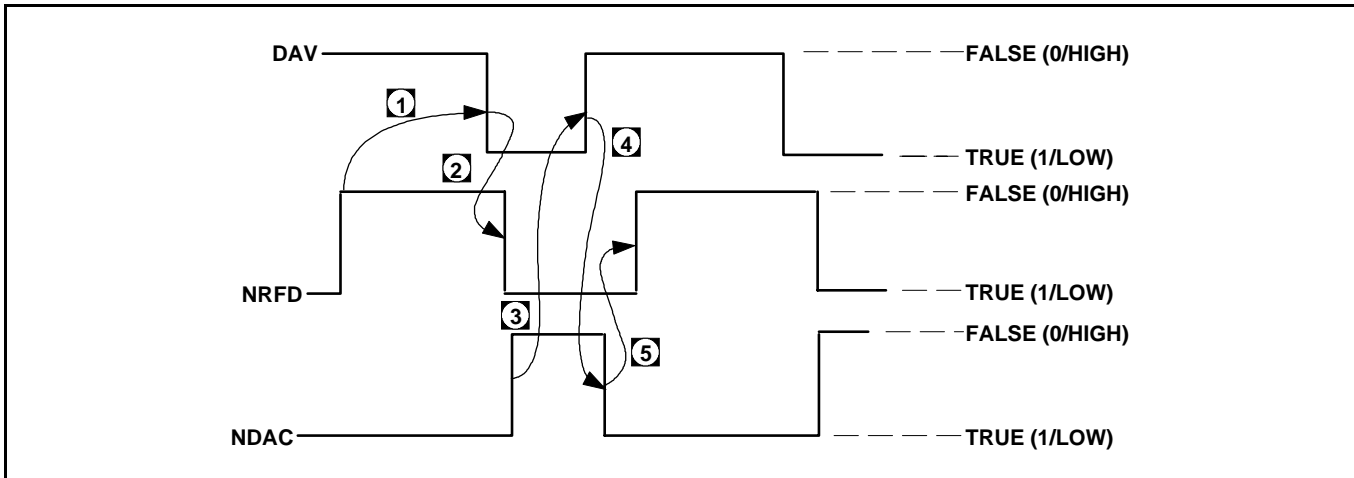 DAV
FALSE (0/HIGH)
1
4
2
TRUE (1/LOW)
FALSE (0/HIGH)
NRFD
TRUE (1/LOW)
3
FALSE (0/HIGH)
5
NDAC
TRUE (1/LOW)